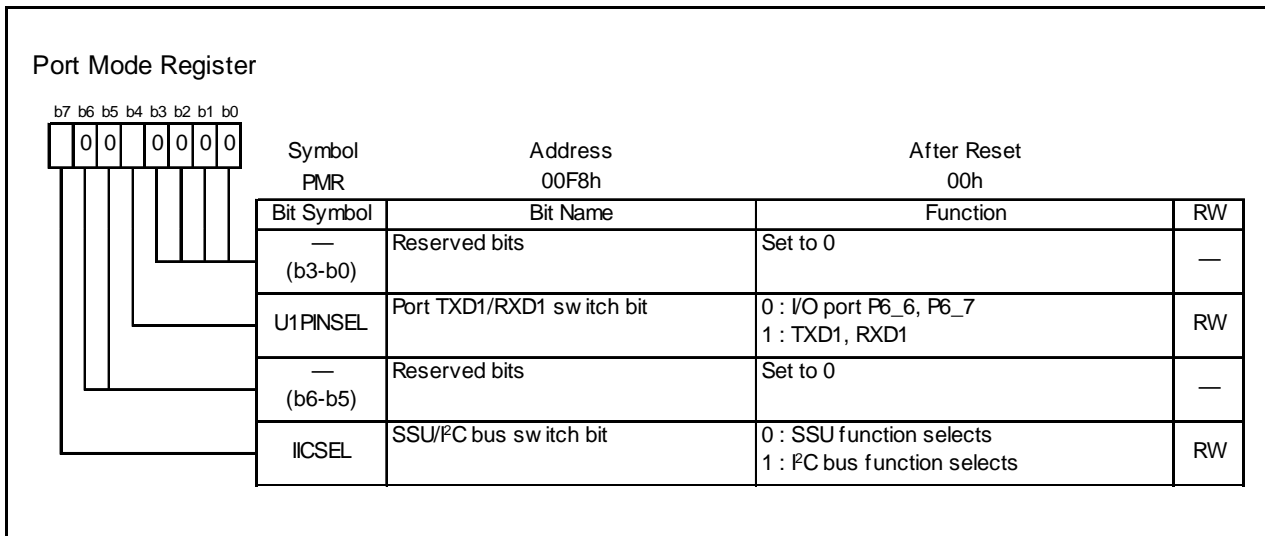 Port Mode Register
b7 b6 b5 b4 b3 b2 b1 b0
0 0 0 0 0 0
Symbol Address After Reset
PMR 00F8h 00h
Bit Symbol Bit Name Function RW
— (b3-b0) Reserved bits Set to 0 —
U1PINSEL Port TXD1/RXD1 switch bit 0 : I/O port P6_6, P6_7
1 : TXD1, RXD1 RW
— (b6-b5) Reserved bits Set to 0 —
IICSEL SSU/I²C bus switch bit 0 : SSU function selects
1 : I²C bus function selects RW